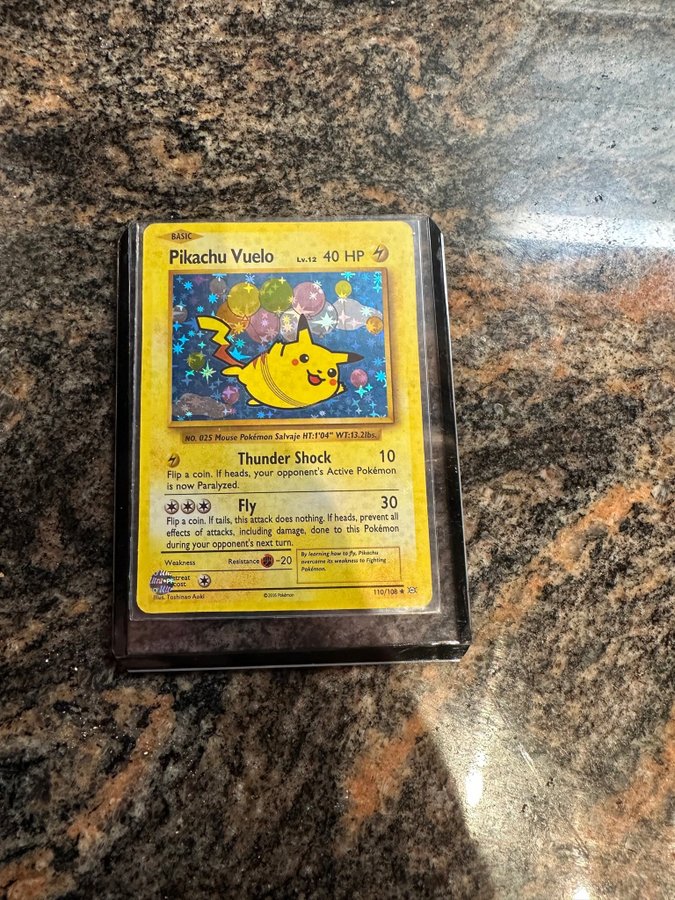 BASIC
Pikachu Vuelo Lv.12 40 HP
NO. 025 Mouse Pokémon Salvaje HT:1'04" WT:13.2lbs.
Thunder Shock 10
Flip a coin. If heads, your opponent's Active Pokémon
is now Paralyzed.
Fly 30
Flip a coin. If tails, this attack does nothing. If heads, prevent all
effects of attacks, including damage, done to this Pokémon
during your opponent's next turn.
Weakness Resistance -20
By learning how to fly, Pikachu
overcame its weakness to Fighting
Pokémon.
Illus. Toshinao Aoki
110/108